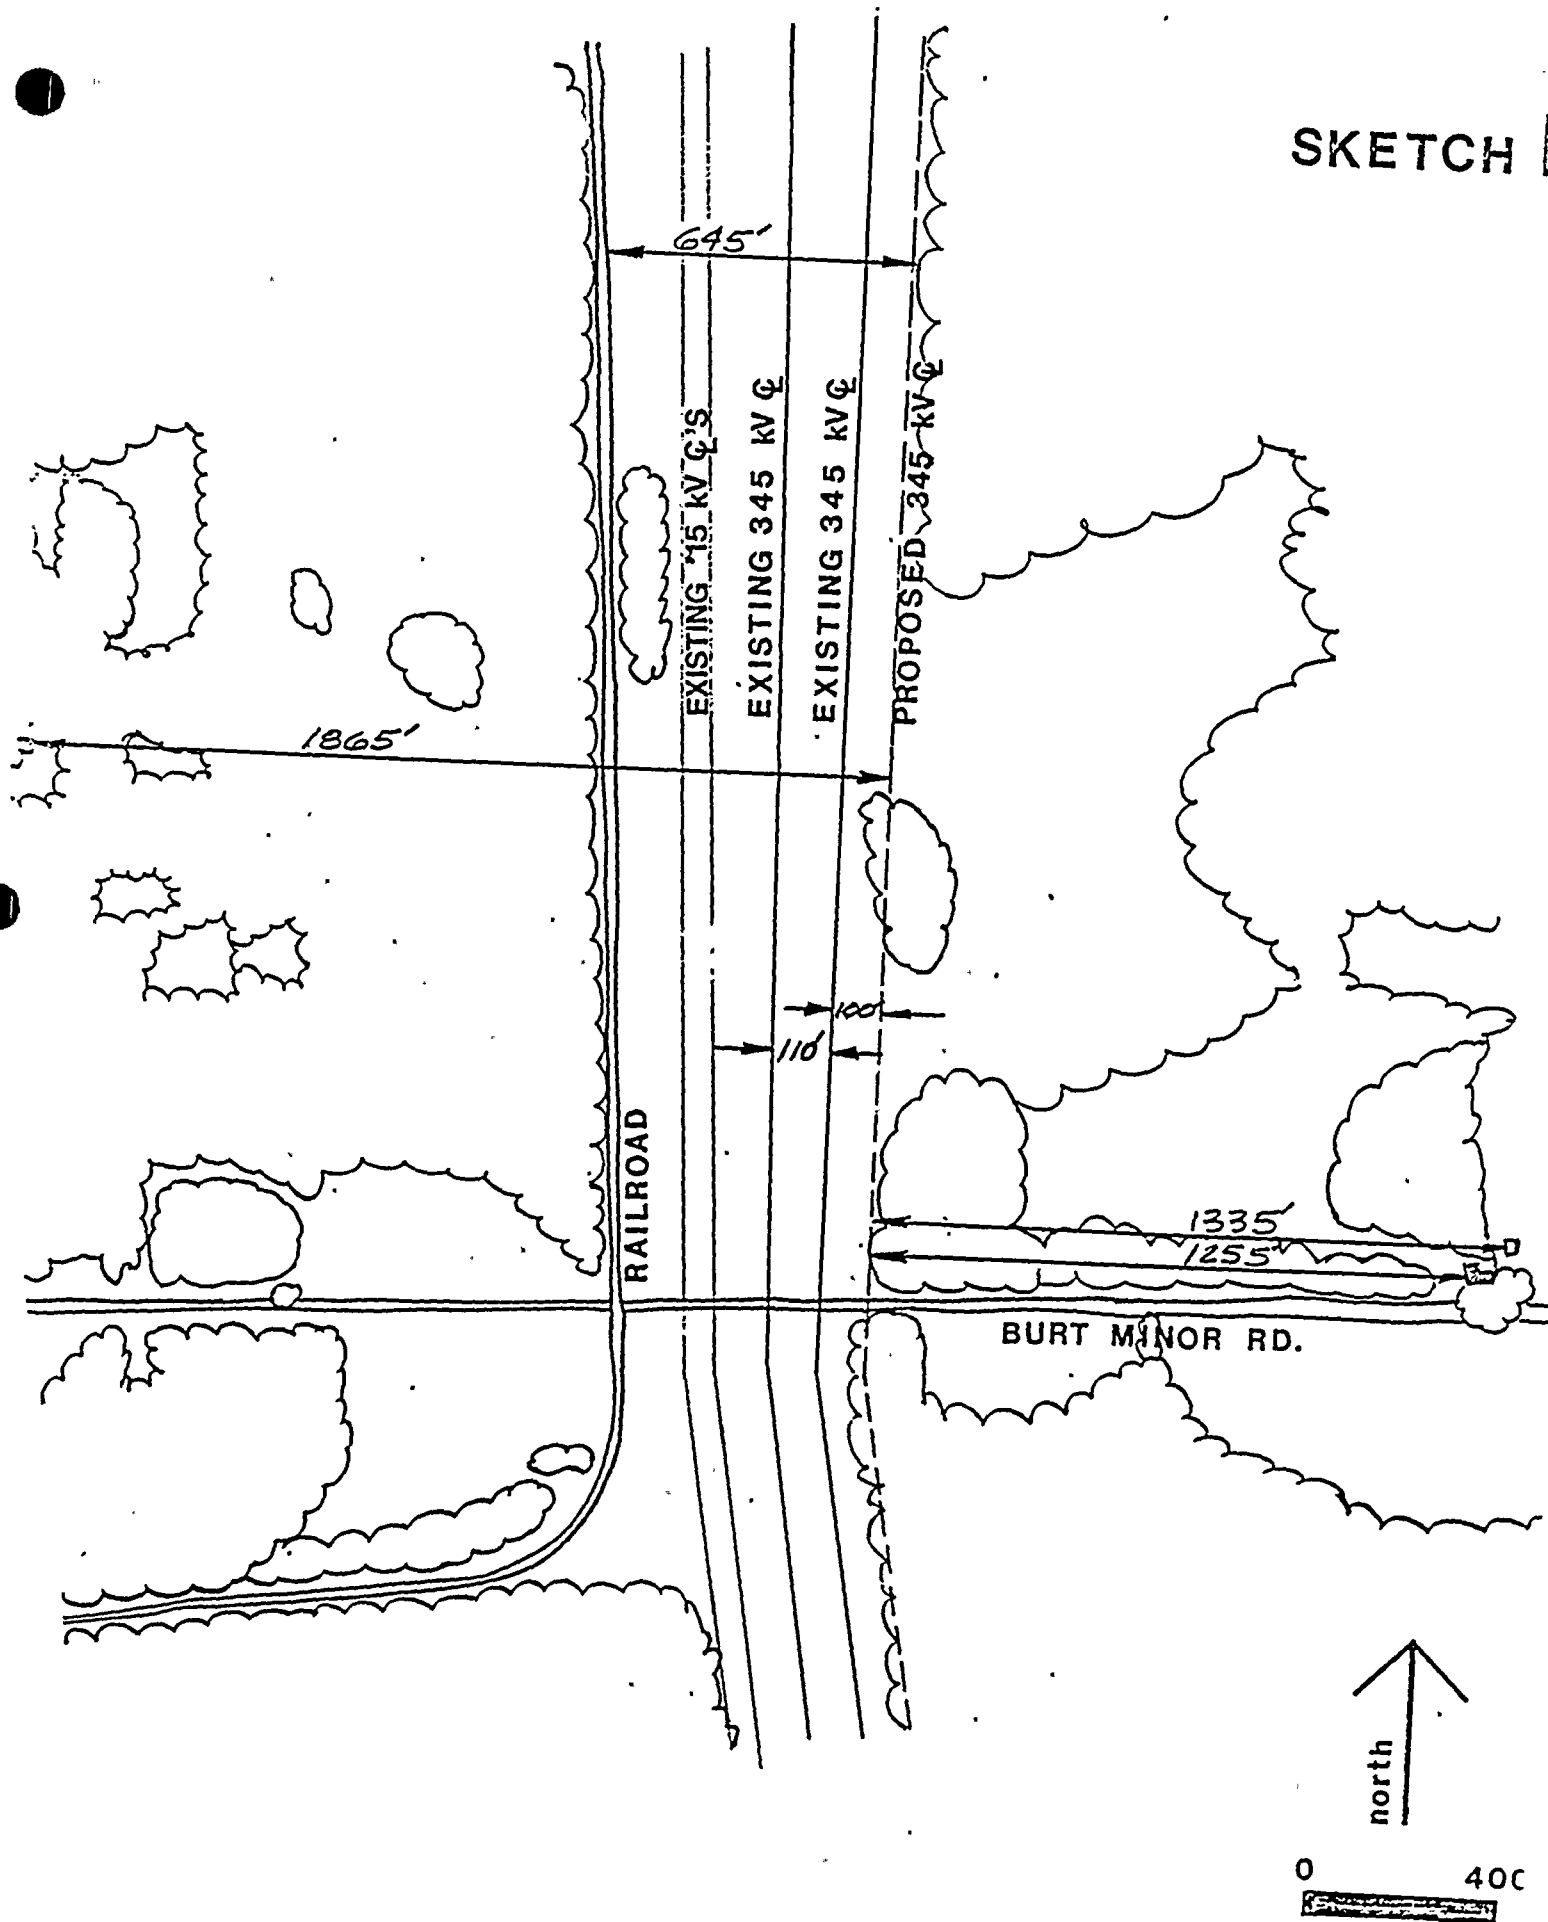 SKETCH
645'
EXISTING 115 kV ℄'S
EXISTING 345 kV ℄
EXISTING 345 kV ℄
PROPOSED 345 kV ℄
1865'
100'
110'
RAILROAD
1335'
1255'
BURT MINOR RD.
north
0 400